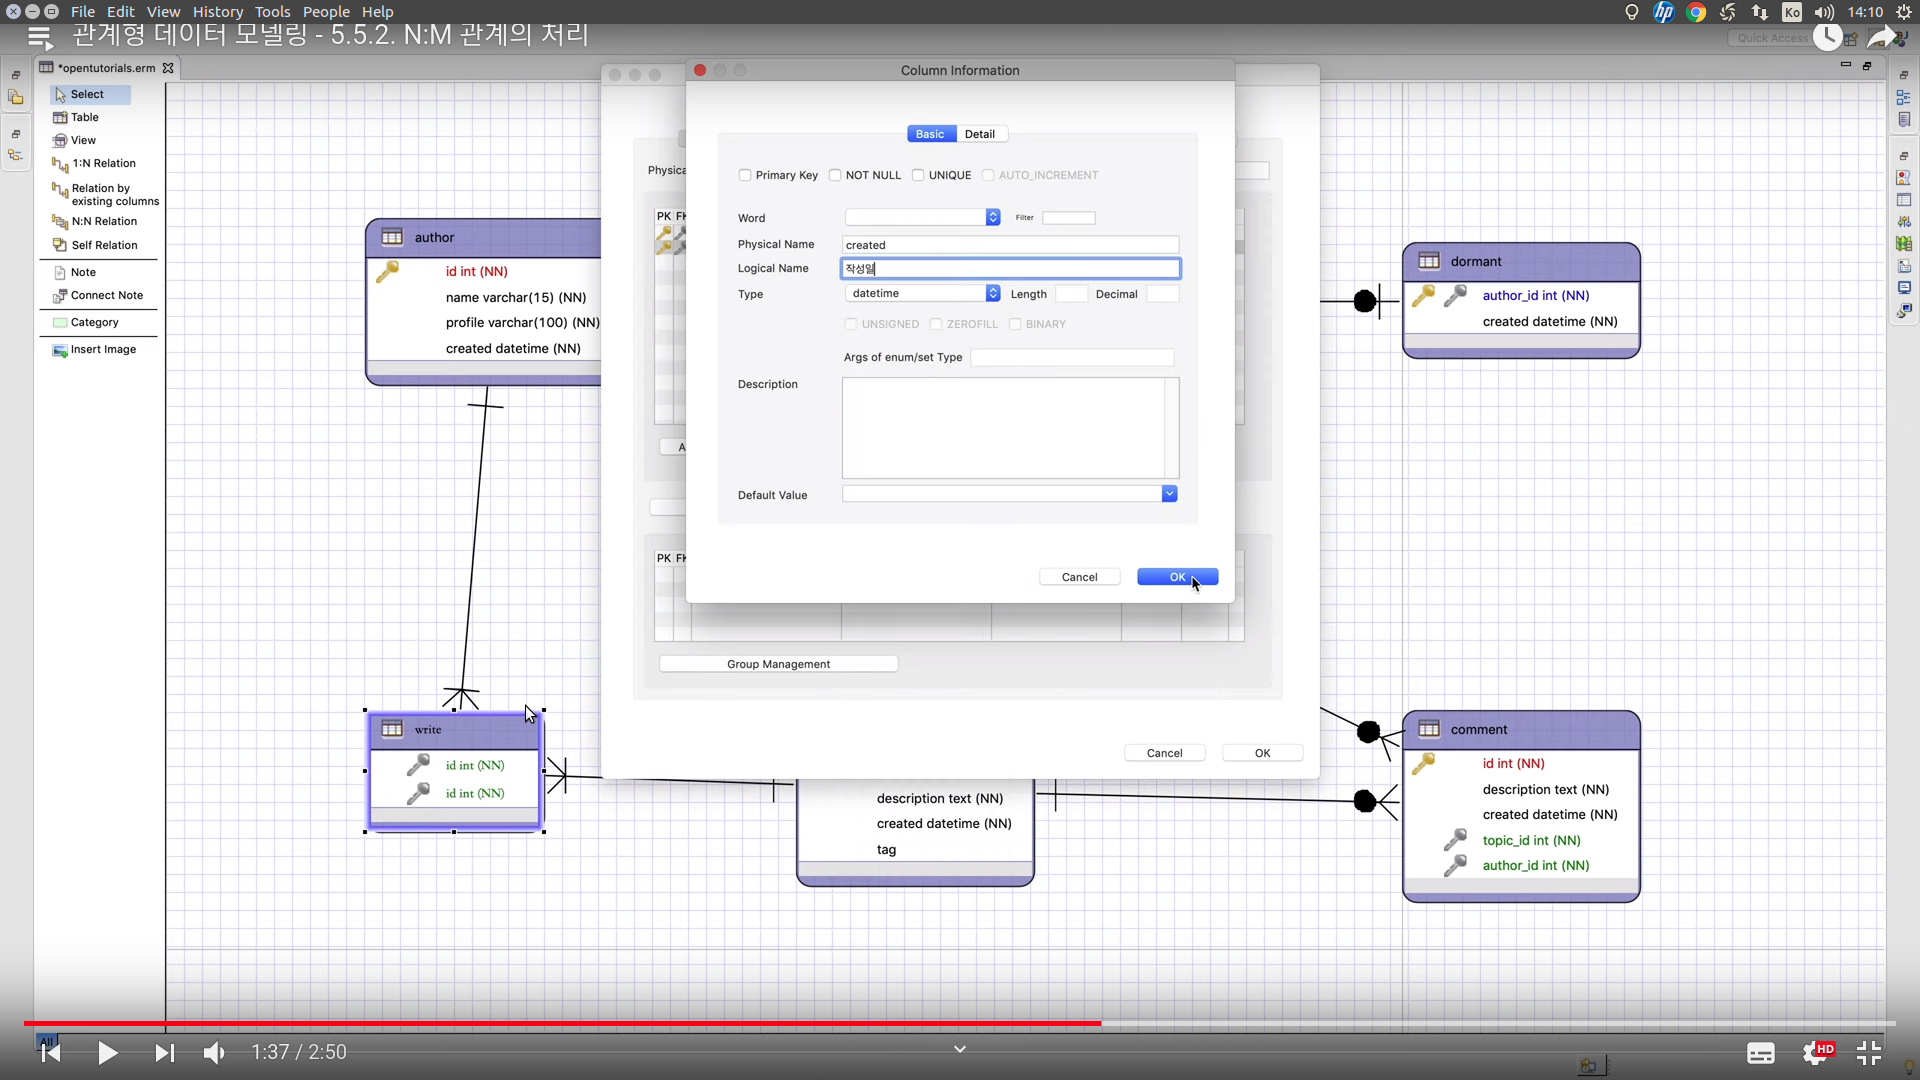 File Edit View History Tools People Help
Ko
14:10
관계형 데이터 모델링 - 5.5.2. N:M 관계의 처리
Quick Access
*opentutorials.erm
Select
Table
View
1:N Relation
Relation by
existing columns
N:N Relation
Self Relation
Note
Connect Note
Category
Insert Image
author
id int (NN)
name varchar(15) (NN)
profile varchar(100) (NN)
created datetime (NN)
Column Information
Basic
Detail
Primary Key
NOT NULL
UNIQUE
AUTO_INCREMENT
Word
Filter
Physical Name
created
Logical Name
작성일
Type
datetime
Length
Decimal
UNSIGNED
ZEROFILL
BINARY
Args of enum/set Type
Description
Default Value
Cancel
OK
PK
PK
Group Management
Cancel
OK
dormant
author_id int (NN)
created datetime (NN)
write
id int (NN)
id int (NN)
description text (NN)
created datetime (NN)
tag
comment
id int (NN)
description text (NN)
created datetime (NN)
topic_id int (NN)
author_id int (NN)
All
1:37 / 2:50
HD